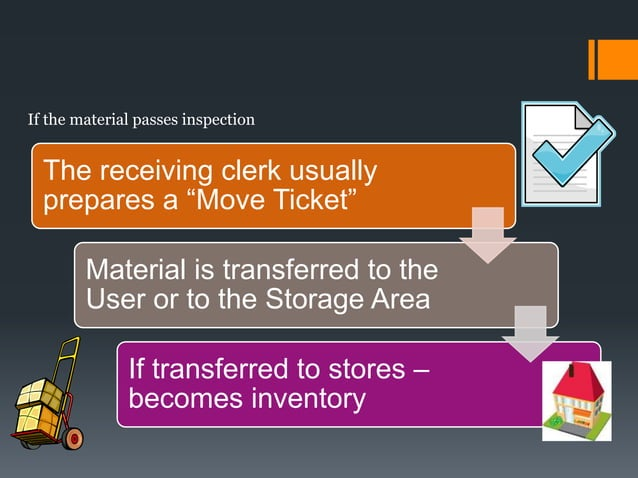 If the material passes inspection
The receiving clerk usually
prepares a “Move Ticket”
Material is transferred to the
User or to the Storage Area
If transferred to stores –
becomes inventory